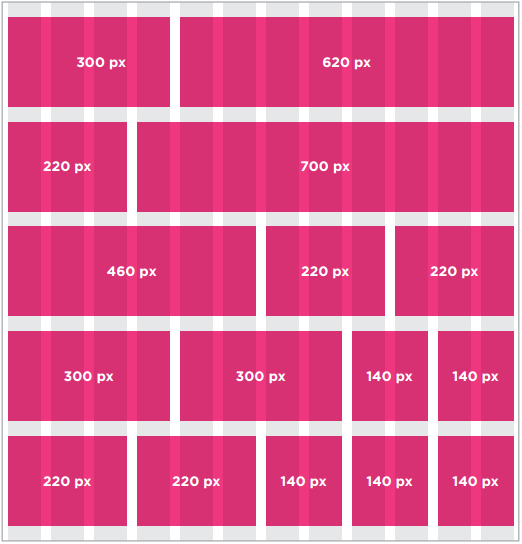 300 px 620 px
220 px 700 px
460 px 220 px 220 px
300 px 300 px 140 px 140 px
220 px 220 px 140 px 140 px 140 px